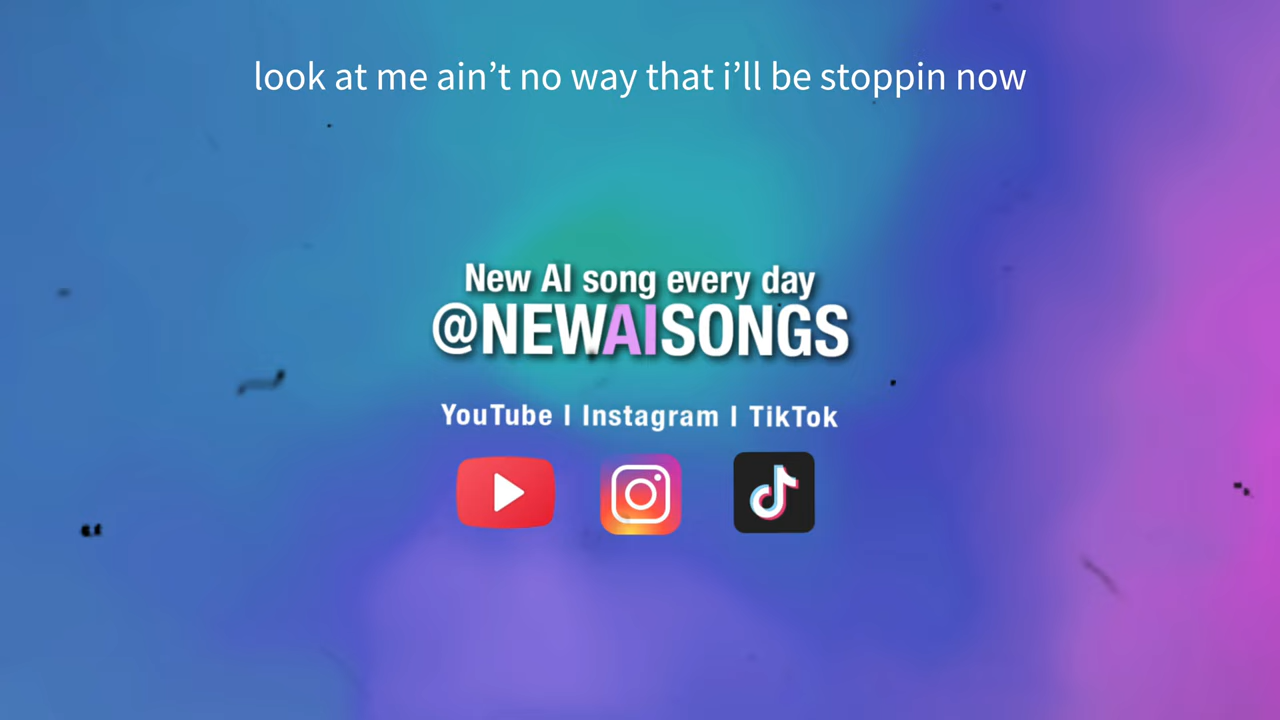 look at me ain’t no way that i’ll be stoppin now
New AI song every day
@NEWAISONGS
YouTube | Instagram | TikTok